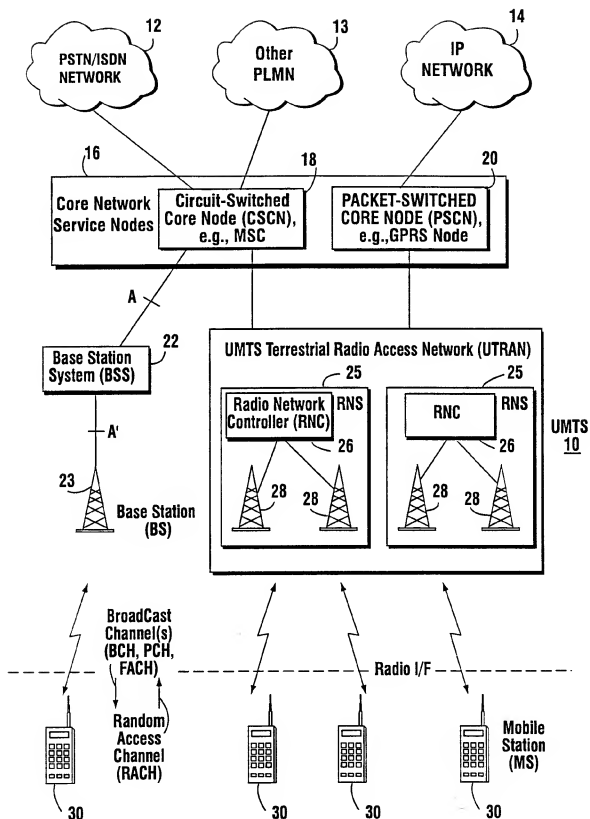 12
13
14
PSTN/ISDN
NETWORK
Other
PLMN
IP
NETWORK
16
18
20
Core Network
Service Nodes
Circuit-Switched
Core Node (CSCN),
e.g., MSC
PACKET-SWITCHED
CORE NODE (PSCN),
e.g.,GPRS Node
A
22
Base Station
System (BSS)
A'
23
Base Station
(BS)
UMTS Terrestrial Radio Access Network (UTRAN)
25
RNS
Radio Network
Controller (RNC)
26
28
28
25
RNS
RNC
26
28
28
UMTS
10
BroadCast
Channel(s)
(BCH, PCH,
FACH)
Radio I/F
Random
Access
Channel
(RACH)
Mobile
Station
(MS)
30
30
30
30